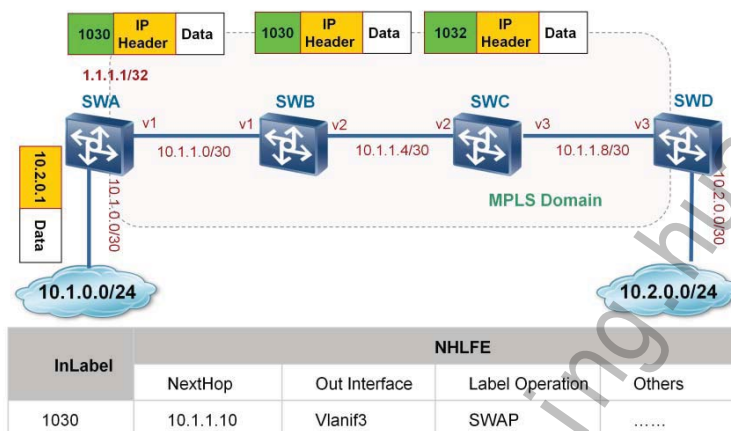 1030 IP Header Data
1030 IP Header Data
1032 IP Header Data
1.1.1.1/32
SWA
SWB
SWC
SWD
v1
v1
v2
v2
v3
v3
10.1.1.0/30
10.1.1.4/30
10.1.1.8/30
10.2.0.1
Data
10.1.0.0/30
10.2.0.0/30
MPLS Domain
10.1.0.0/24
10.2.0.0/24
InLabel
NHLFE
NextHop Out Interface Label Operation Others
1030 10.1.1.10 Vlanif3 SWAP ……